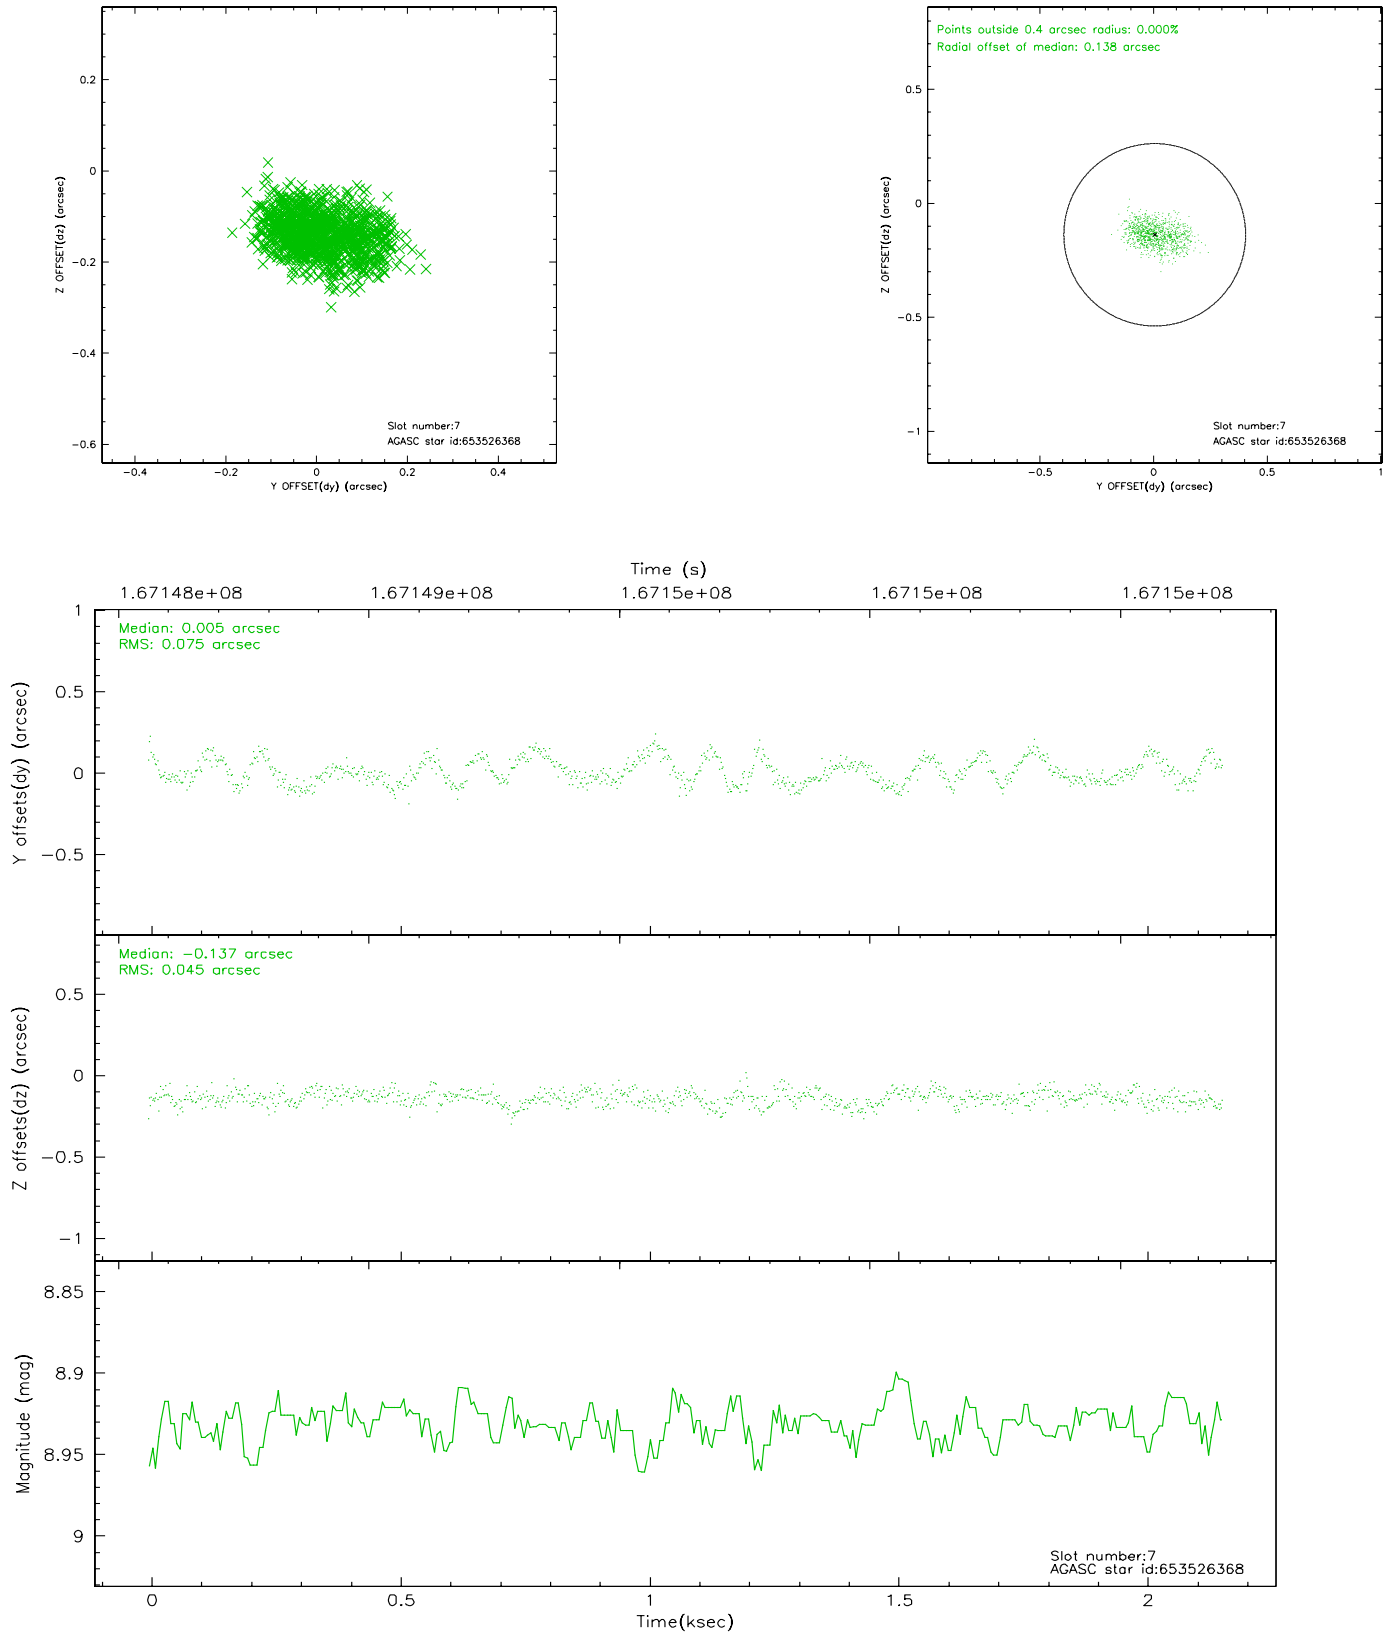 0.2
0
−0.2
−0.4
−0.6
Z OFFSET(dz) (arcsec)
Slot number:7
AGASC star id:653526368
−0.4 −0.2 0 0.2 0.4
Y OFFSET(dy) (arcsec)
Points outside 0.4 arcsec radius: 0.000%
Radial offset of median: 0.138 arcsec
0.5
0
−0.5
−1
Z OFFSET(dz) (arcsec)
Slot number:7
AGASC star id:653526368
−0.5 0 0.5 1
Y OFFSET(dy) (arcsec)
Time (s)
1.67148e+08 1.67149e+08 1.6715e+08 1.6715e+08 1.6715e+08
Median: 0.005 arcsec
RMS: 0.075 arcsec
1
0.5
0
−0.5
Y offsets(dy) (arcsec)
Median: −0.137 arcsec
RMS: 0.045 arcsec
0.5
0
−0.5
−1
Z offsets(dz) (arcsec)
8.85
8.9
8.95
9
Magnitude (mag)
Slot number:7
AGASC star id:653526368
0 0.5 1 1.5 2
Time(ksec)